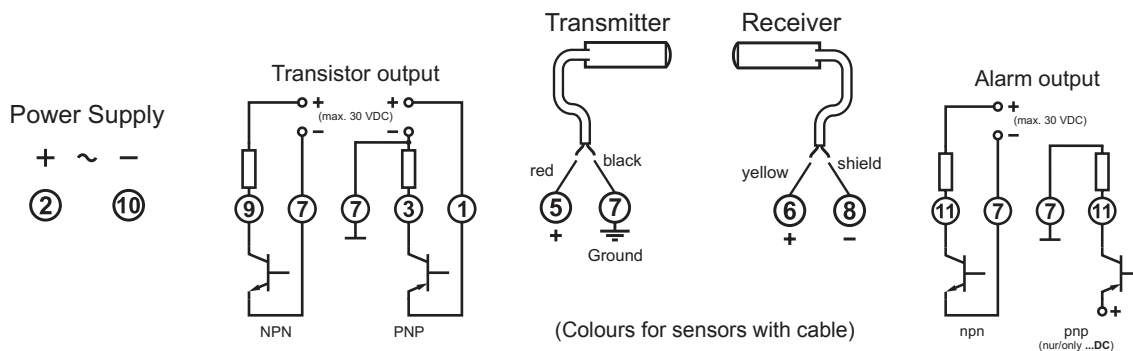 Transmitter
Receiver
Transistor output
Alarm output
Power Supply
+ ~ −
2 10
+ +
(max. 30 VDC)
− −
9 7 7 3 1
NPN PNP
red black
5 7
+
Ground
yellow shield
6 8
+ −
(Colours for sensors with cable)
+
(max. 30 VDC)
−
11 7 7 11
+
npn pnp
(nur/only ...DC)